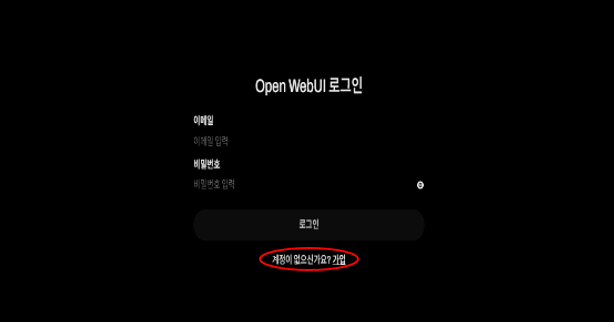 Open WebUI 로그인
이메일
이메일 입력
비밀번호
비밀번호 입력
로그인
계정이 없으신가요? 가입